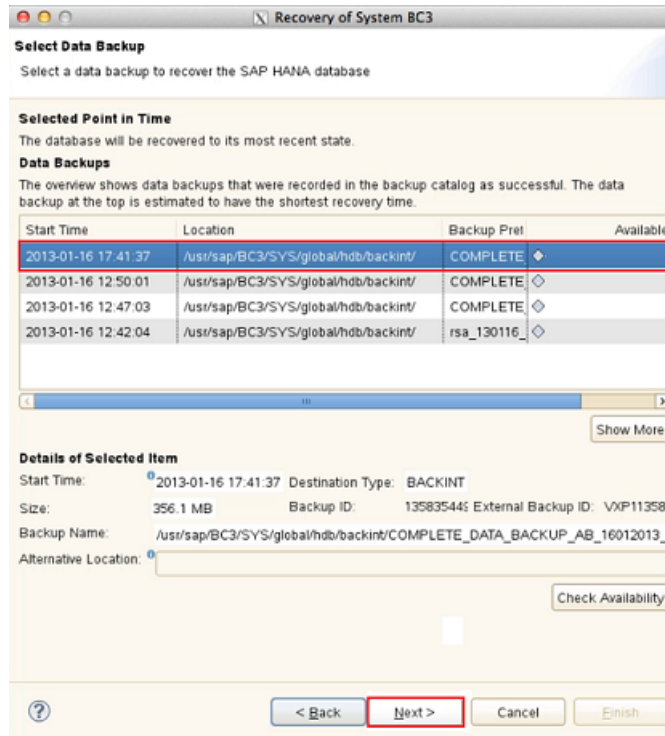 Recovery of System BC3
Select Data Backup
Select a data backup to recover the SAP HANA database
Selected Point in Time
The database will be recovered to its most recent state.
Data Backups
The overview shows data backups that were recorded in the backup catalog as successful. The data
backup at the top is estimated to have the shortest recovery time.
Start Time Location Backup Pref Available
2013-01-16 17:41:37 /usr/sap/BC3/SYS/global/hdb/backint/ COMPLETE_
2013-01-16 12:50:01 /usr/sap/BC3/SYS/global/hdb/backint/ COMPLETE_
2013-01-16 12:47:03 /usr/sap/BC3/SYS/global/hdb/backint/ COMPLETE_
2013-01-16 12:42:04 /usr/sap/BC3/SYS/global/hdb/backint/ rsa_130116_
Show More
Details of Selected Item
Start Time: 2013-01-16 17:41:37 Destination Type: BACKINT
Size: 356.1 MB Backup ID: 135835449 External Backup ID: VXP11358
Backup Name: /usr/sap/BC3/SYS/global/hdb/backint/COMPLETE_DATA_BACKUP_AB_16012013_
Alternative Location:
Check Availability
? < Back Next > Cancel Finish